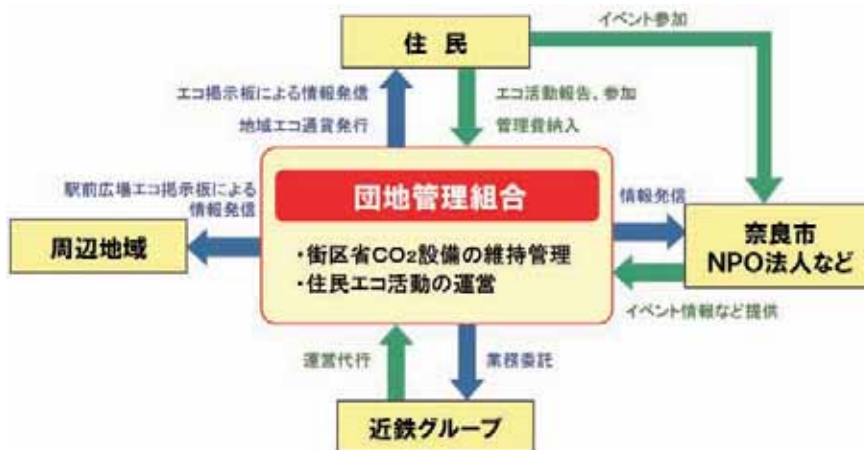 イベント参加
住 民
エコ掲示板による情報発信
地域エコ通貨発行
エコ活動報告、参加
管理費納入
駅前広場エコ掲示板による
情報発信
団地管理組合
情報発信
周辺地域
・街区省CO₂設備の維持管理
・住民エコ活動の運営
奈良市
NPO法人など
イベント情報など提供
運営代行
業務委託
近鉄グループ